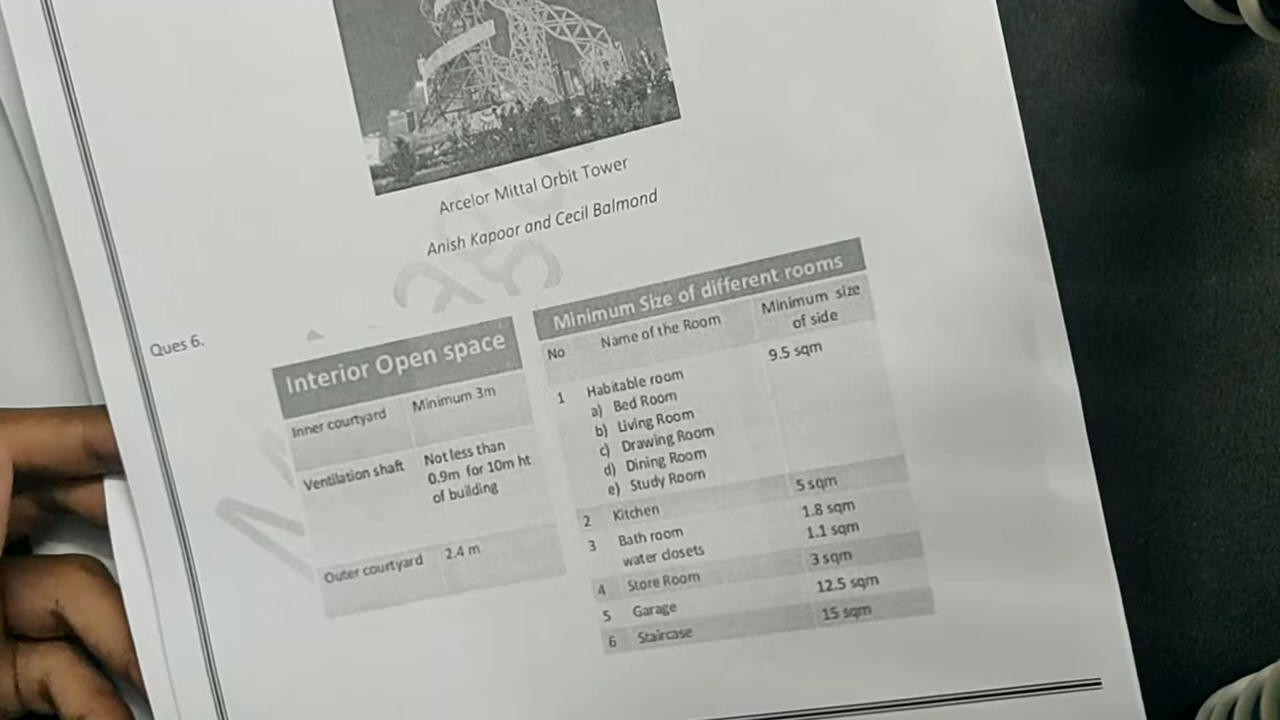 Arcelor Mittal Orbit Tower
Anish Kapoor and Cecil Balmond
Ques 6.
Interior Open space
Inner courtyard Minimum 3m
Ventilation shaft Not less than
0.9m for 10m ht
of building
Outer courtyard 2.4 m
Minimum Size of different rooms
No Name of the Room Minimum size
of side
1 Habitable room 9.5 sqm
a) Bed Room
b) Living Room
c) Drawing Room
d) Dining Room
e) Study Room
2 Kitchen 5 sqm
3 Bath room 1.8 sqm
water closets 1.1 sqm
4 Store Room 3 sqm
5 Garage 12.5 sqm
6 Staircase 15 sqm